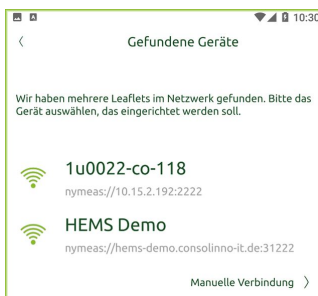 10:30
Gefundene Geräte
Wir haben mehrere Leaflets im Netzwerk gefunden. Bitte das
Gerät auswählen, das eingerichtet werden soll.
1u0022-co-118
nymeas://10.15.2.192:2222
HEMS Demo
nymeas://hems-demo.consolinno-it.de:31222
Manuelle Verbindung